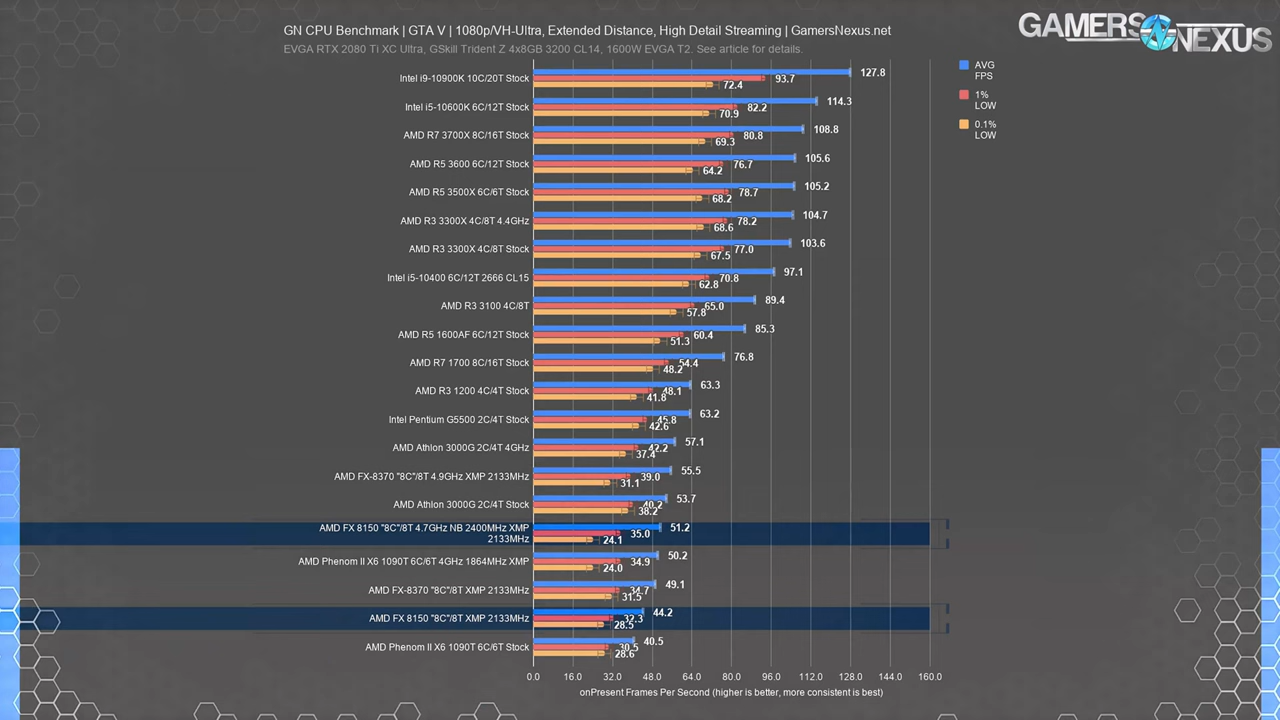 GN CPU Benchmark | GTA V | 1080p/VH-Ultra, Extended Distance, High Detail Streaming | GamersNexus.net
EVGA RTX 2080 Ti XC Ultra, GSkill Trident Z 4x8GB 3200 CL14, 1600W EVGA T2. See article for details.
GAMERS NEXUS
AVG
FPS
1%
LOW
0.1%
LOW
Intel i9-10900K 10C/20T Stock 127.8
93.7
72.4
Intel i5-10600K 6C/12T Stock 114.3
82.2
70.9
AMD R7 3700X 8C/16T Stock 108.8
80.8
69.3
AMD R5 3600 6C/12T Stock 105.6
76.7
64.2
AMD R5 3500X 6C/6T Stock 105.2
78.7
68.2
AMD R3 3300X 4C/8T 4.4GHz 104.7
78.2
68.6
AMD R3 3300X 4C/8T Stock 103.6
77.0
67.5
Intel i5-10400 6C/12T 2666 CL15 97.1
70.8
62.8
AMD R3 3100 4C/8T 89.4
65.0
57.8
AMD R5 1600AF 6C/12T Stock 85.3
60.4
51.3
AMD R7 1700 8C/16T Stock 76.8
54.4
48.2
AMD R3 1200 4C/4T Stock 63.3
48.1
41.8
Intel Pentium G5500 2C/4T Stock 63.2
45.8
42.6
AMD Athlon 3000G 2C/4T 4GHz 57.1
42.2
37.4
AMD FX-8370 "8C"/8T 4.9GHz XMP 2133MHz 55.5
39.0
31.1
AMD Athlon 3000G 2C/4T Stock 53.7
40.2
38.2
AMD FX 8150 "8C"/8T 4.7GHz NB 2400MHz XMP
2133MHz 51.2
35.0
24.1
AMD Phenom II X6 1090T 6C/6T 4GHz 1864MHz XMP 50.2
34.9
24.0
AMD FX-8370 "8C"/8T XMP 2133MHz 49.1
34.7
31.5
AMD FX 8150 "8C"/8T XMP 2133MHz 44.2
32.3
28.5
AMD Phenom II X6 1090T 6C/6T Stock 40.5
30.5
28.6
0.0 16.0 32.0 48.0 64.0 80.0 96.0 112.0 128.0 144.0 160.0
onPresent Frames Per Second (higher is better, more consistent is best)